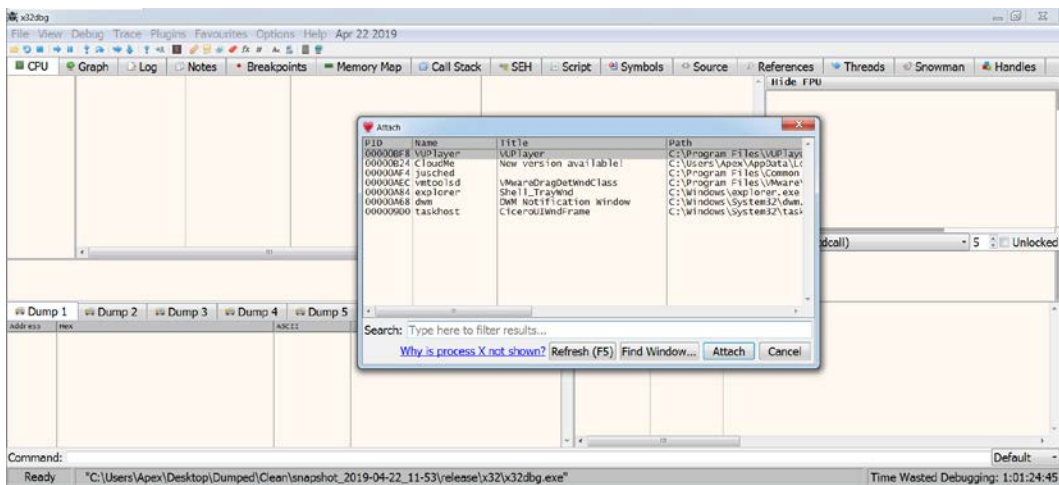 x32dbg
File View Debug Trace Plugins Favourites Options Help Apr 22 2019
CPU Graph Log Notes Breakpoints Memory Map Call Stack SEH Script Symbols Source References Threads Snowman Handles
Hide FPU
Attach
PID Name Title Path
00000BF8 VUPlayer VUPlayer C:\Program Files\VUPlaye
00000B24 CloudMe New version available! C:\Users\Apex\AppData\Lo
00000AF4 jusched C:\Program Files\Common
00000AEC vmtoolsd VMwareDragDetWndClass C:\Program Files\VMware\
00000A84 explorer Shell_TrayWnd C:\Windows\explorer.exe
00000A68 dwm DWM Notification Window C:\Windows\System32\dwm.
000009D0 taskhost CiceroUIWndFrame C:\Windows\System32\task
dcall) 5 Unlocked
Dump 1 Dump 2 Dump 3 Dump 4 Dump 5
Address Hex ASCII
Search: Type here to filter results...
Why is process X not shown? Refresh (F5) Find Window... Attach Cancel
Command: Default
Ready "C:\Users\Apex\Desktop\Dumped\Clean\snapshot_2019-04-22_11-53\release\x32\x32dbg.exe" Time Wasted Debugging: 1:01:24:45